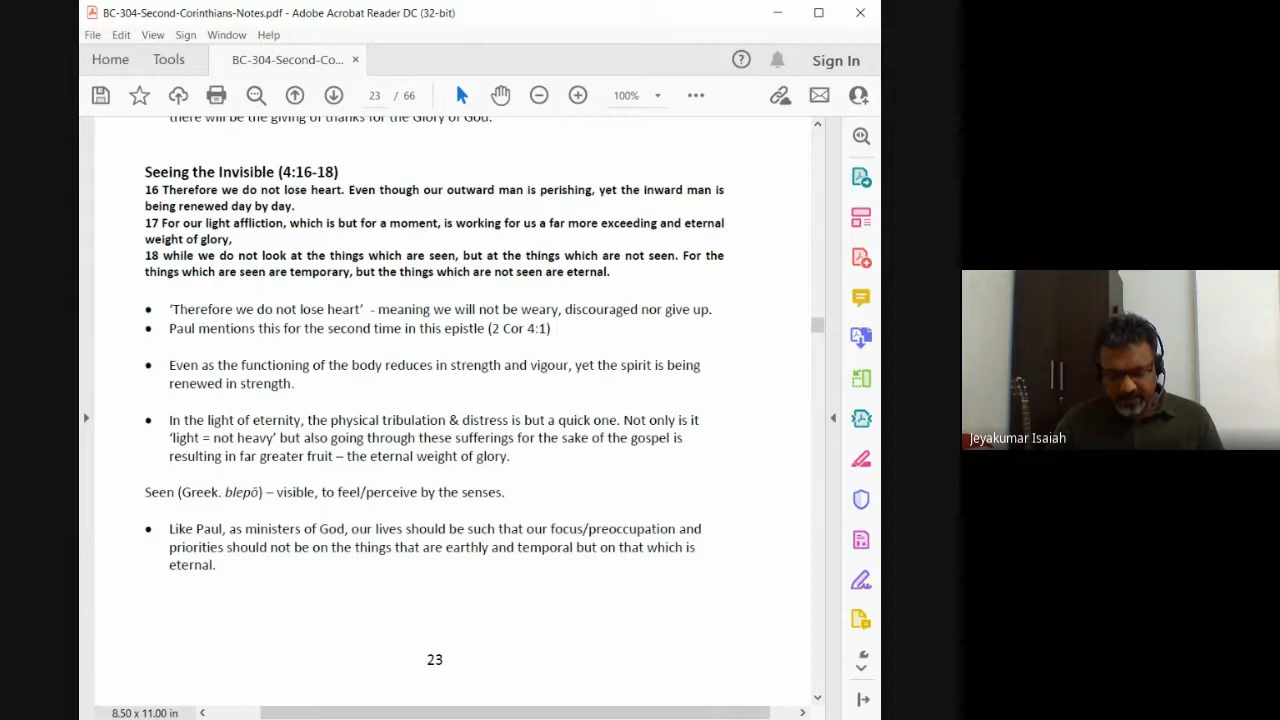 BC-304-Second-Corinthians-Notes.pdf - Adobe Acrobat Reader DC (32-bit)
File Edit View Sign Window Help
Home Tools BC-304-Second-Co... × Sign In
23 / 66 100%
there will be the giving of thanks for the Glory of God.
Seeing the Invisible (4:16-18)
16 Therefore we do not lose heart. Even though our outward man is perishing, yet the inward man is
being renewed day by day.
17 For our light affliction, which is but for a moment, is working for us a far more exceeding and eternal
weight of glory,
18 while we do not look at the things which are seen, but at the things which are not seen. For the
things which are seen are temporary, but the things which are not seen are eternal.
• ‘Therefore we do not lose heart’ - meaning we will not be weary, discouraged nor give up.
• Paul mentions this for the second time in this epistle (2 Cor 4:1)
• Even as the functioning of the body reduces in strength and vigour, yet the spirit is being
renewed in strength.
• In the light of eternity, the physical tribulation & distress is but a quick one. Not only is it
‘light = not heavy’ but also going through these sufferings for the sake of the gospel is
resulting in far greater fruit – the eternal weight of glory.
Seen (Greek. blepō) – visible, to feel/perceive by the senses.
• Like Paul, as ministers of God, our lives should be such that our focus/preoccupation and
priorities should not be on the things that are earthly and temporal but on that which is
eternal.
23
8.50 x 11.00 in
Jeyakumar Isaiah